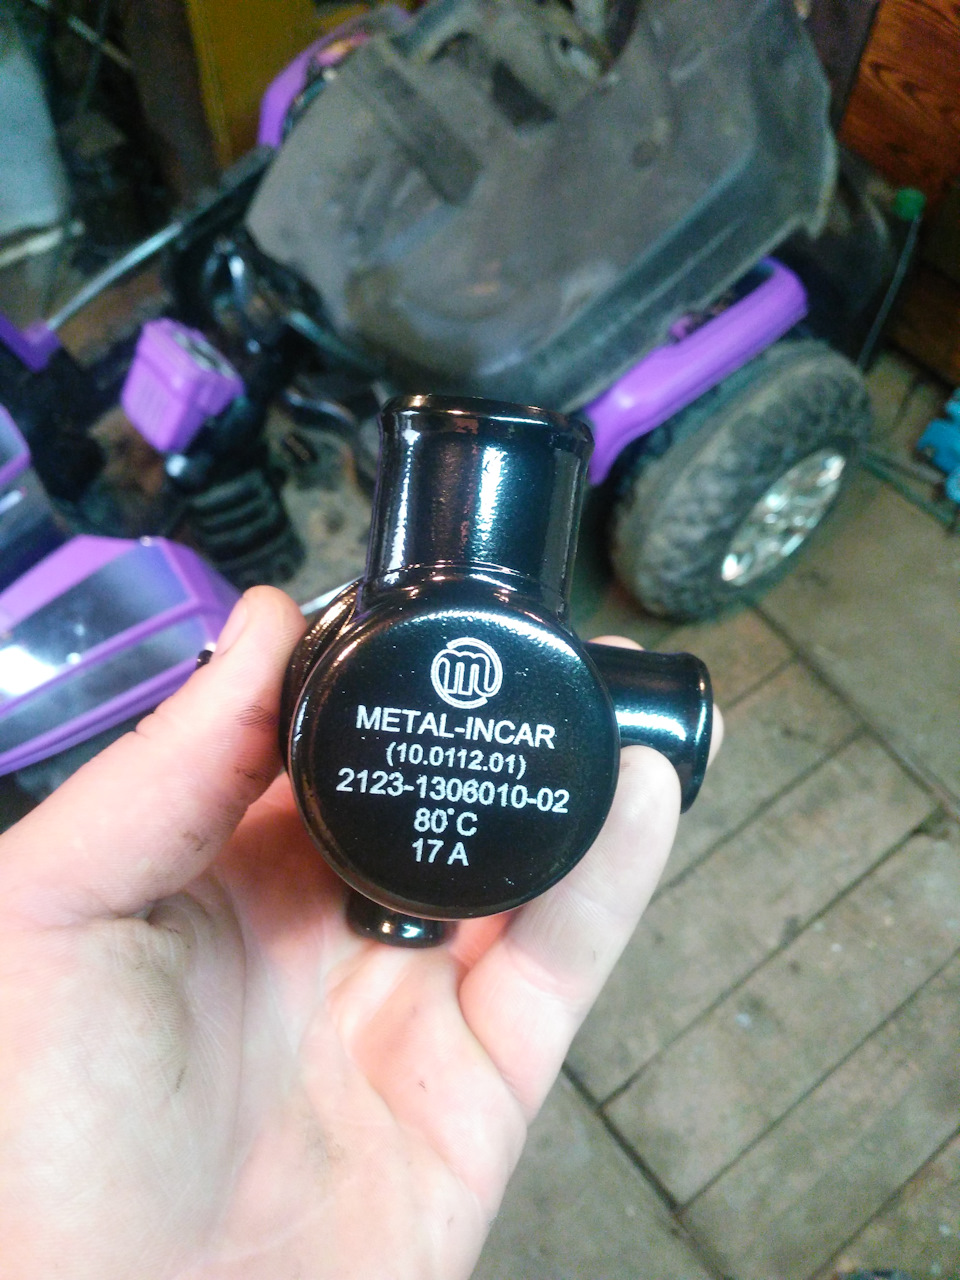 m
METAL-INCAR
(10.0112.01)
2123-1306010-02
80°C
17 A